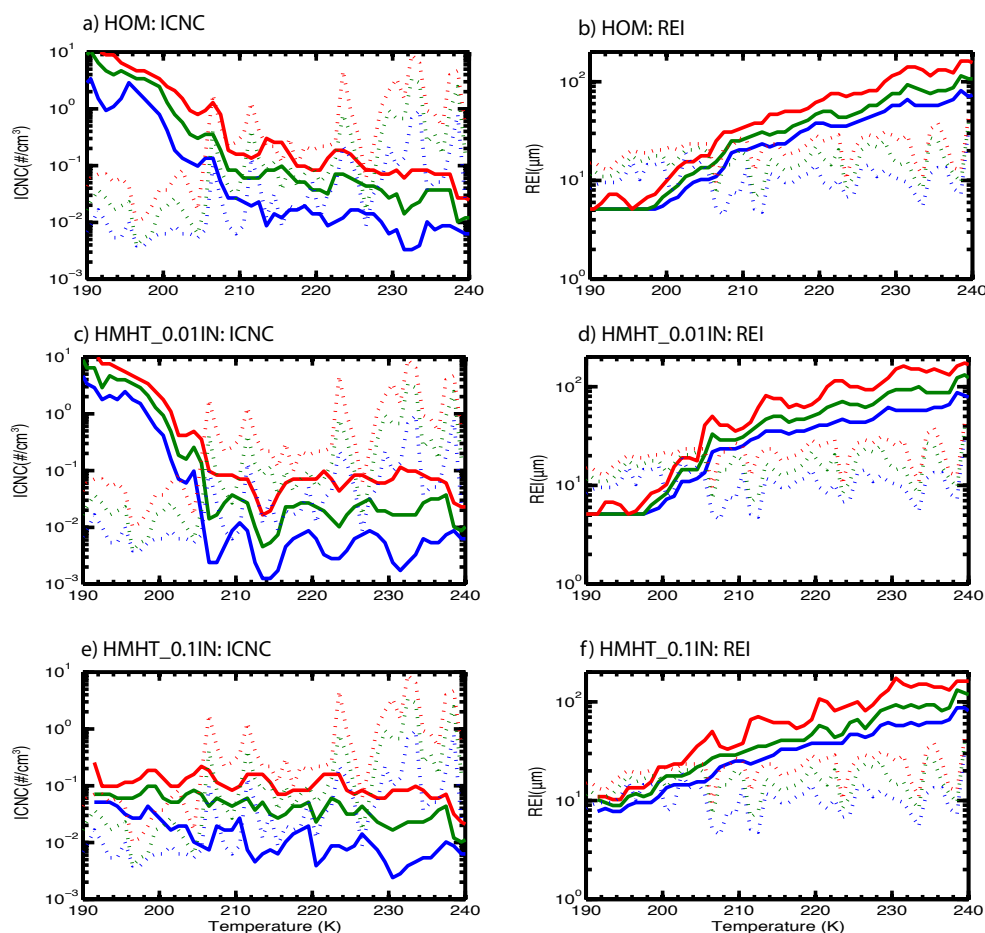 a) HOM: ICNC
b) HOM: REI
ICNC(#/cm³)
10¹
10⁰
10⁻¹
10⁻²
10⁻³
190 200 210 220 230 240
REI(μm)
10²
10¹
10⁰
190 200 210 220 230 240
c) HMHT_0.01IN: ICNC
d) HMHT_0.01IN: REI
ICNC(#/cm³)
10¹
10⁰
10⁻¹
10⁻²
10⁻³
190 200 210 220 230 240
REI(μm)
10²
10¹
10⁰
190 200 210 220 230 240
e) HMHT_0.1IN: ICNC
f) HMHT_0.1IN: REI
ICNC(#/cm³)
10¹
10⁰
10⁻¹
10⁻²
10⁻³
190 200 210 220 230 240
Temperature (K)
REI(μm)
10²
10¹
10⁰
190 200 210 220 230 240
Temperature (K)